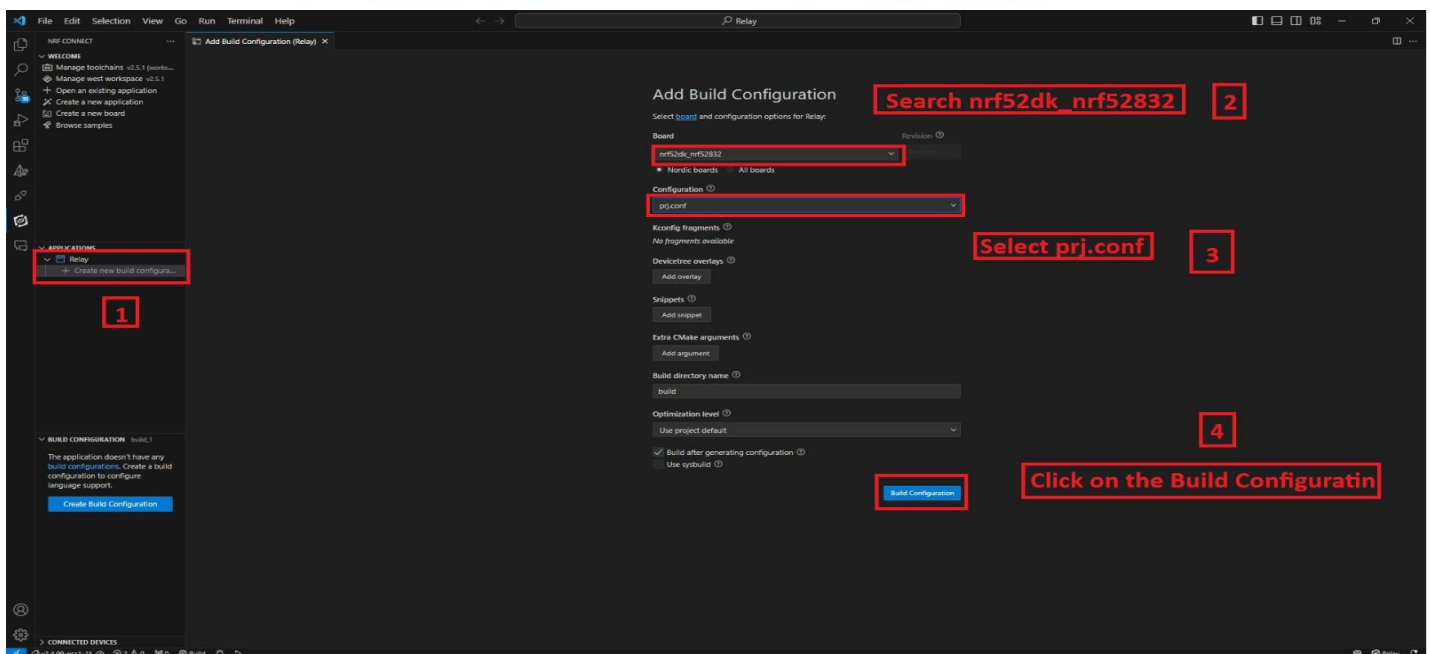 File Edit Selection View Go Run Terminal Help
Relay
NRF CONNECT
Add Build Configuration (Relay)
WELCOME
Manage toolchains v2.5.1 (works...
Manage west workspace v2.5.1
Open an existing application
Create a new application
Create a new board
Browse samples
Add Build Configuration
Search nrf52dk_nrf52832
2
Select board and configuration options for Relay:
Board
Revision
nrf52dk_nrf52832
Nordic boards All boards
Configuration
prj.conf
Kconfig fragments
No fragments available
Select prj.conf
3
APPLICATIONS
Relay
Create new build configura...
1
Devicetree overlays
Add overlay
Snippets
Add snippet
Extra CMake arguments
Add argument
Build directory name
build
Optimization level
Use project default
4
Build after generating configuration
Use sysbuild
Build Configuration
Click on the Build Configuratin
BUILD CONFIGURATION build_1
The application doesn't have any
build configurations. Create a build
configuration to configure
language support.
Create Build Configuration
CONNECTED DEVICES
Build
Relay